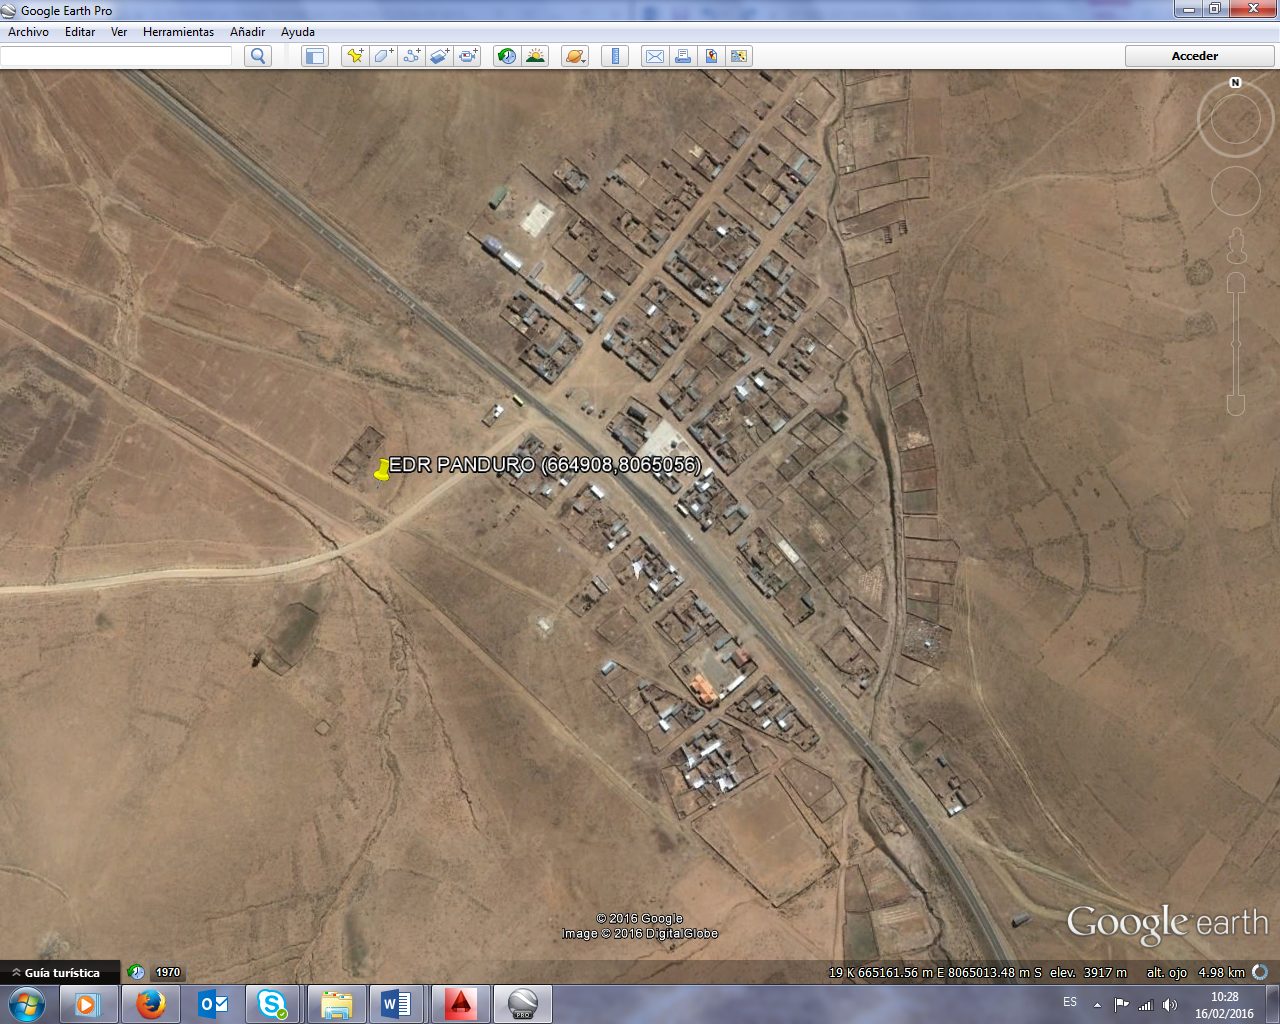 Google Earth Pro
Archivo Editar Ver Herramientas Añadir Ayuda
Acceder
N
EDR PANDURO (664908,8065056)
© 2016 Google
Image © 2016 DigitalGlobe
Google earth
Guía turística
1970
19 K 665161.56 m E 8065013.48 m S elev. 3917 m alt. ojo 4.98 km
PRO
ES
10:28
16/02/2016